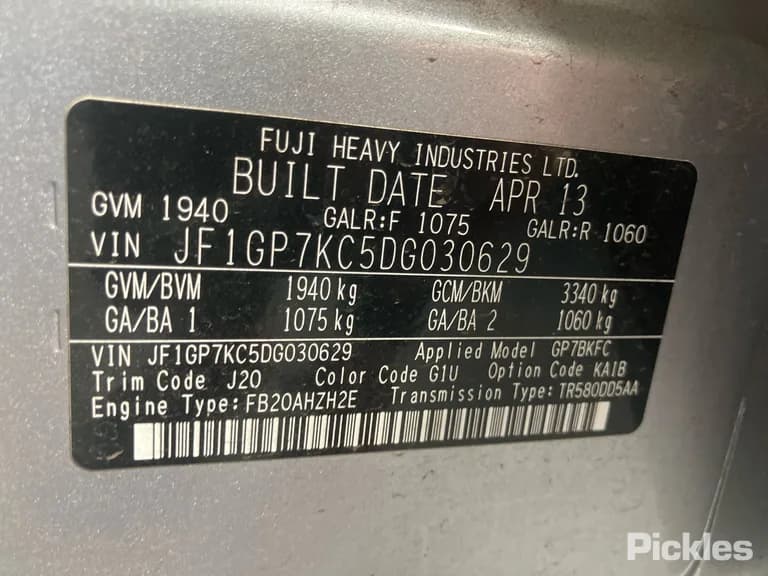 FUJI HEAVY INDUSTRIES LTD.
BUILT DATE APR 13
GVM 1940 GALR:F 1075 GALR:R 1060
VIN JF1GP7KC5DG030629
GVM/BVM 1940 kg GCM/BKM 3340 kg
GA/BA 1 1075 kg GA/BA 2 1060 kg
VIN JF1GP7KC5DG030629 Applied Model GP7BKFC
Trim Code J20 Color Code G1U Option Code KAIB
Engine Type: FB20AHZH2E Transmission Type: TR580DD5AA
Pickles